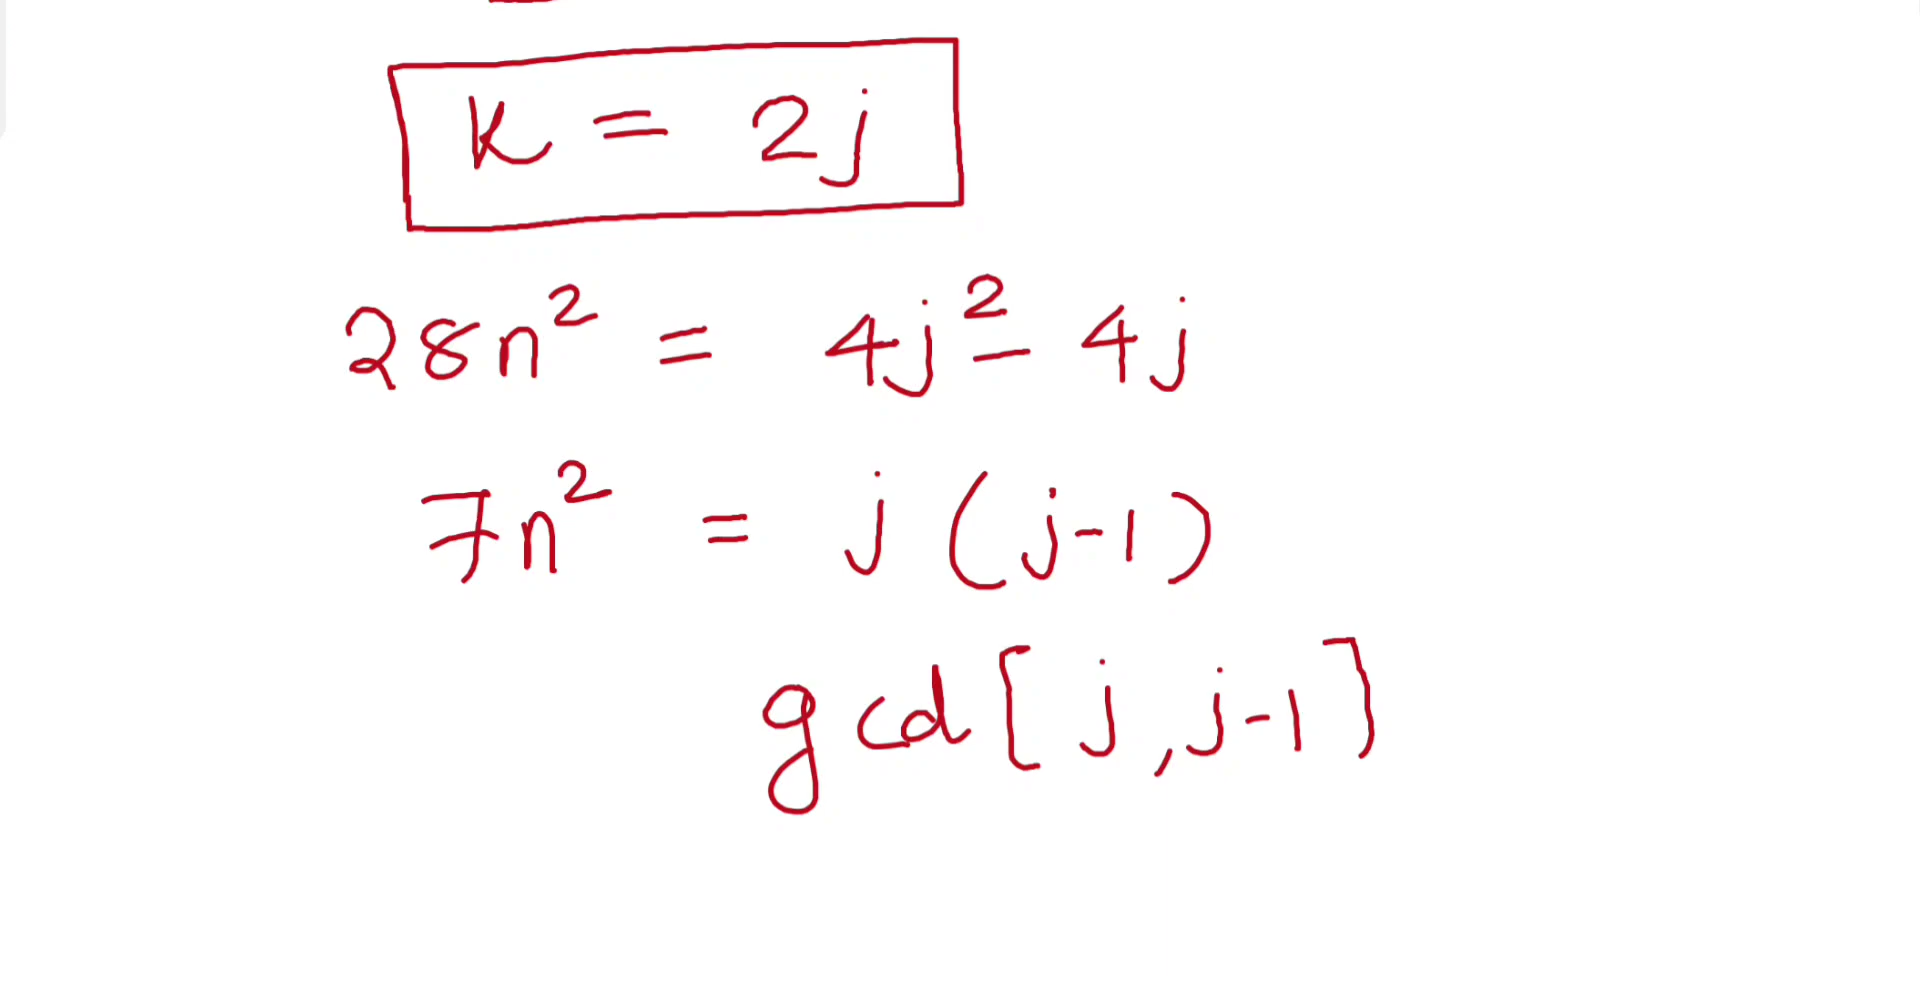 K = 2j
28n² = 4j² - 4j
7n² = j(j-1)
gcd[j, j-1]